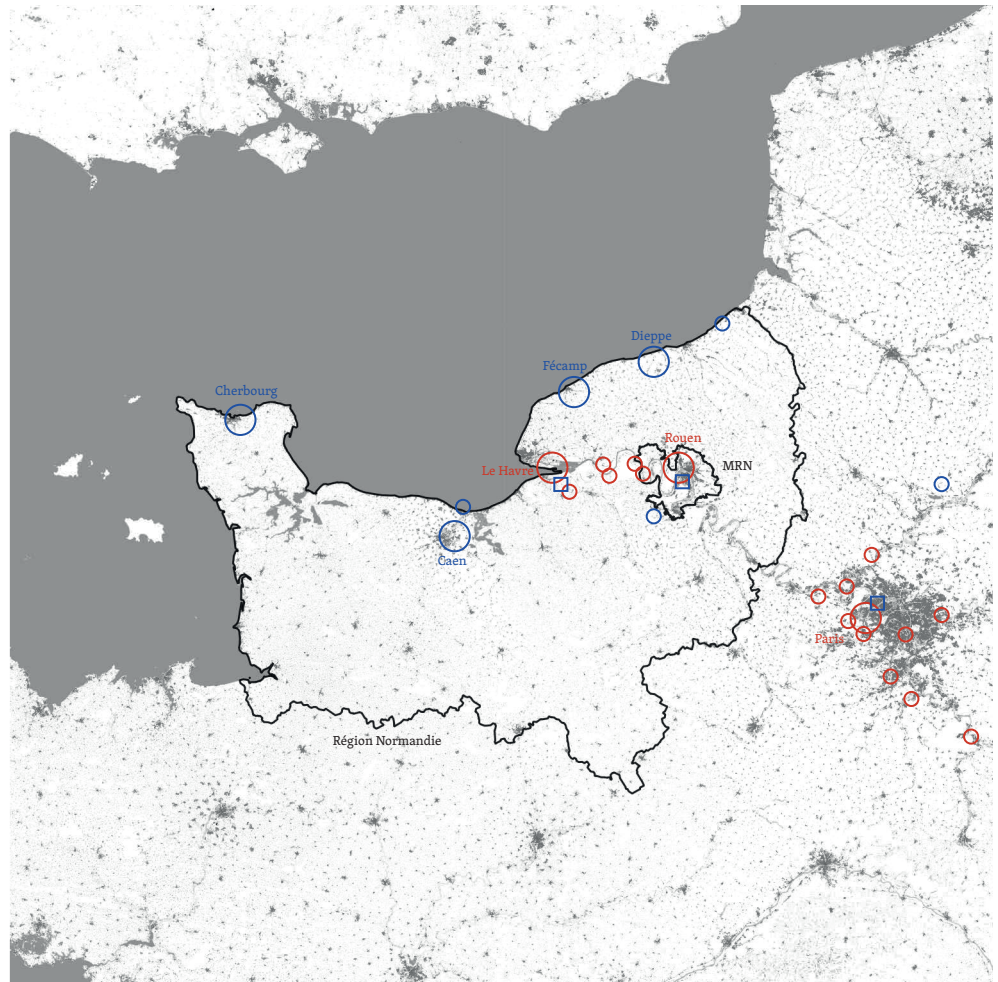 Dieppe
Fécamp
Cherbourg
Rouen
Le Havre
MRN
Caen
Paris
Région Normandie